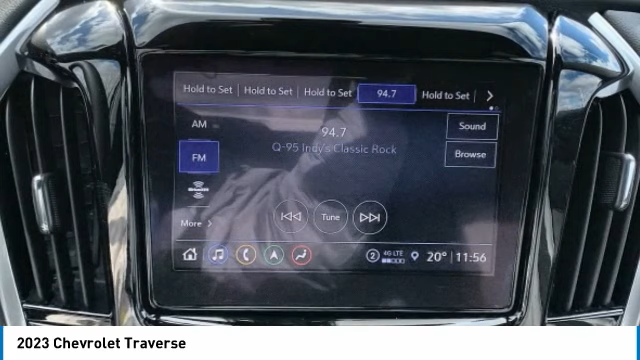 Hold to Set Hold to Set Hold to Set 94.7 Hold to Set
AM
94.7
Sound
Q-95 Indy's Classic Rock
FM
Browse
More
Tune
2 4G LTE 20° 11:56
2023 Chevrolet Traverse